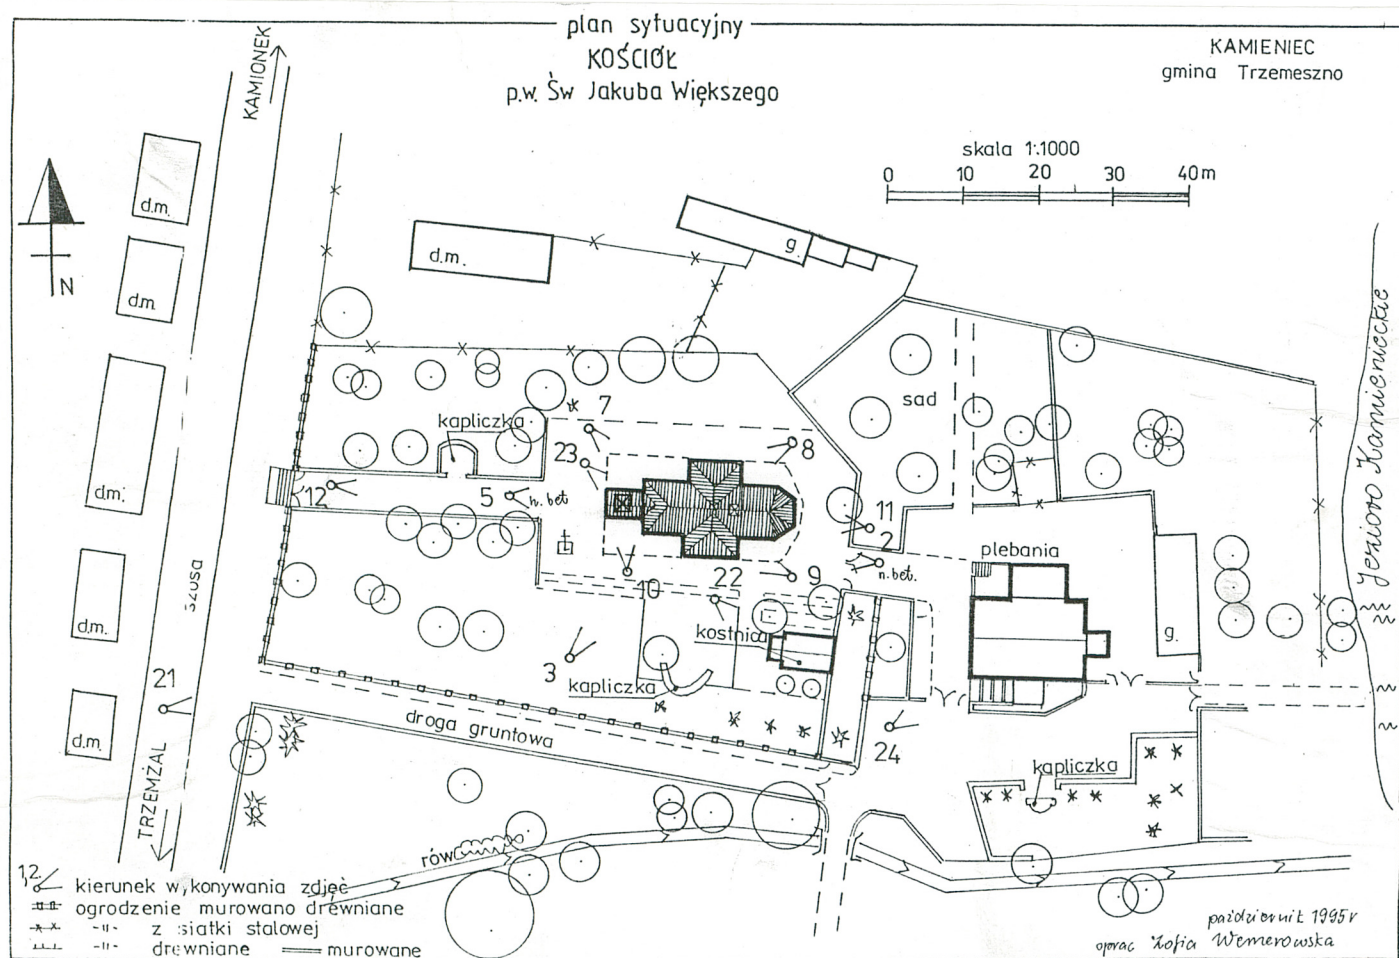 plan sytuacyjny
KOŚCIÓŁ
p.w. Św Jakuba Większego
KAMIENIEC
gmina Trzemeszno
skala 1:1000
0 10 20 30 40m
KAMIONEK
N
d.m.
d.m.
d.m.
d.m.
d.m.
d.m.
g.
sad
kapliczka
7
8
23
12
5
n. bet
11
2
n. bet.
plebania
10
22
9
kostnia
g.
3
kapliczka
szosa
21
droga gruntowa
24
kapliczka
TRZEMŻAL
rów
Jezioro Kamienieckie
1,2
kierunek wykonywania zdjęć
ogrodzenie murowano drewniane
-"- z siatki stalowej
-"- drewniane murowane
październik 1995r
oprac Zofia Wemerowska